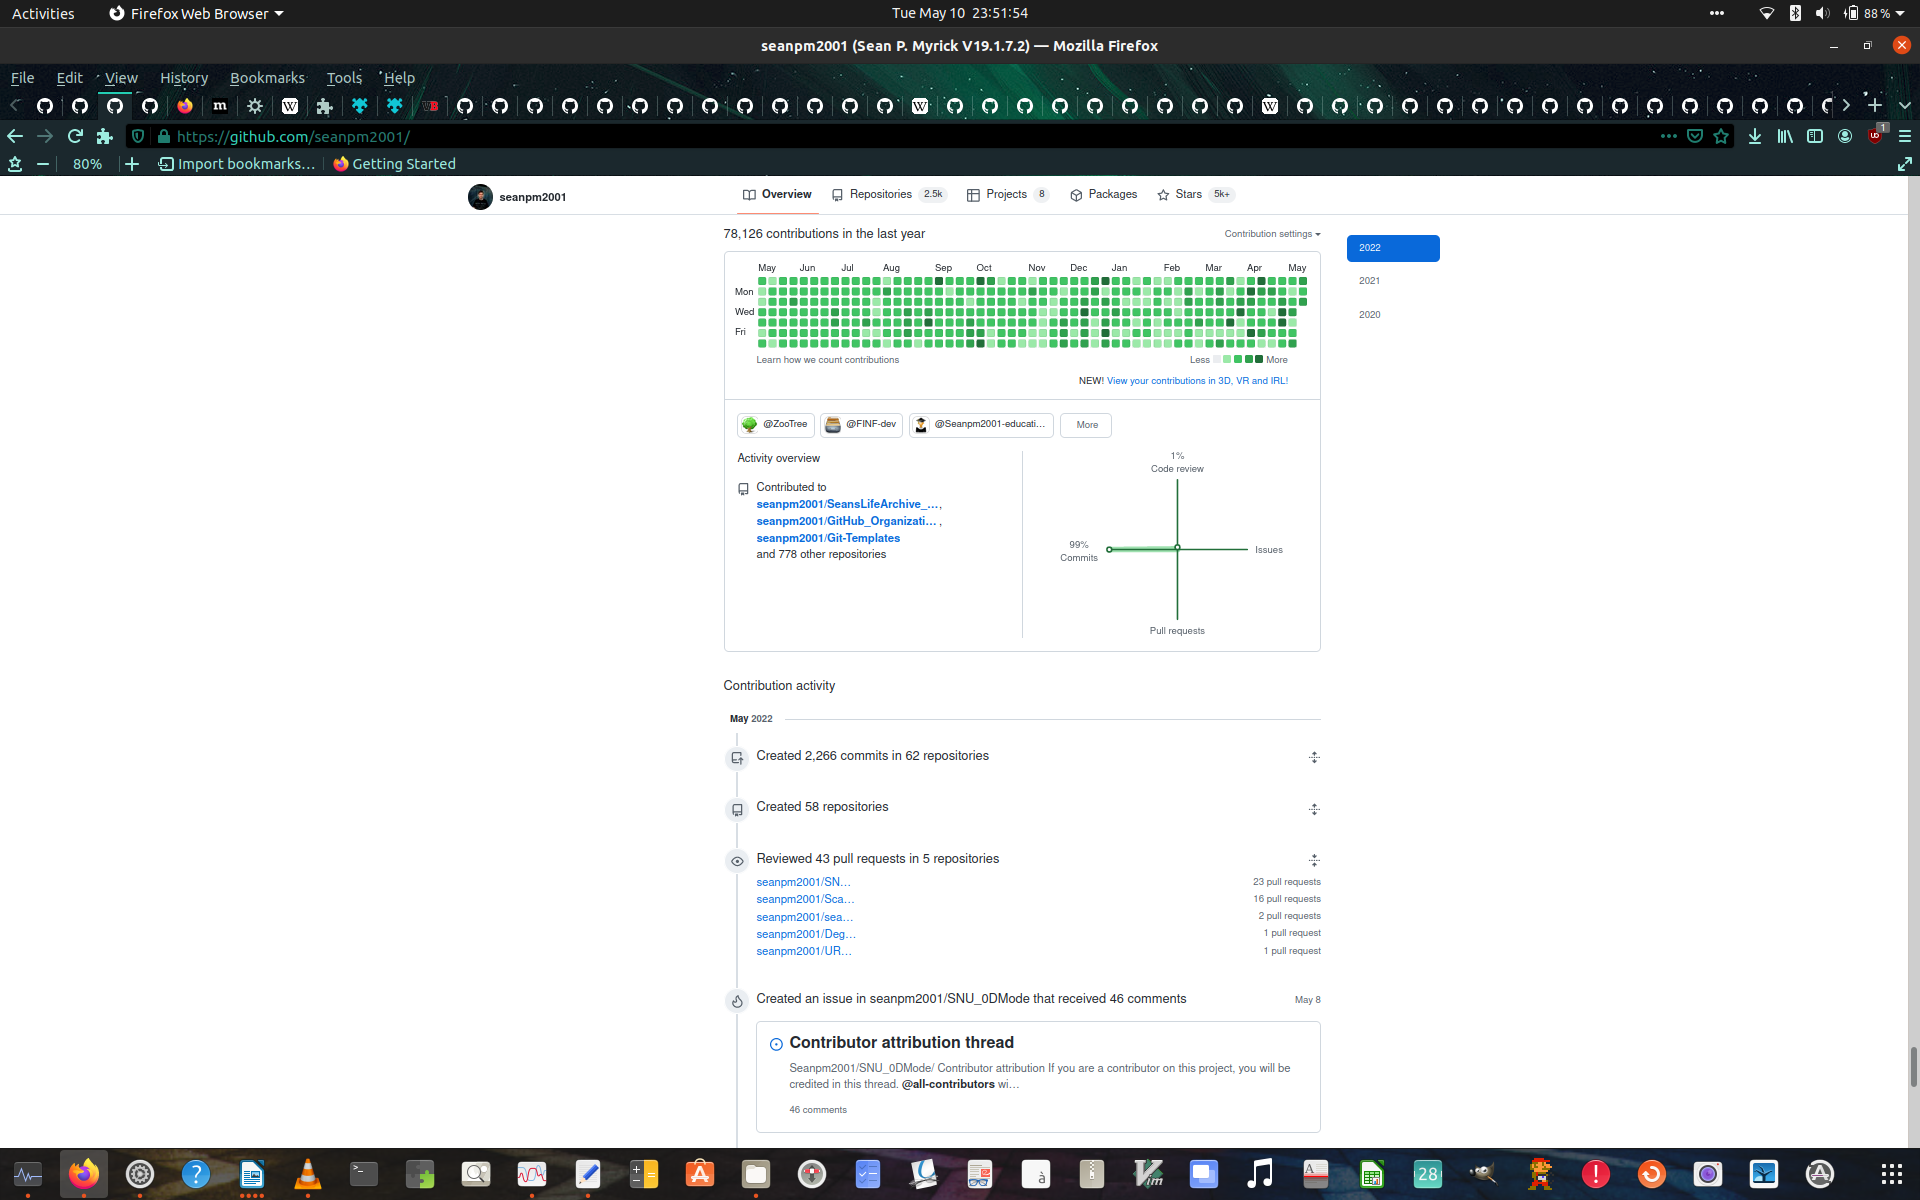 Activities
Firefox Web Browser
Tue May 10 23:51:54
88 %
seanpm2001 (Sean P. Myrick V19.1.7.2) — Mozilla Firefox
File Edit View History Bookmarks Tools Help
https://github.com/seanpm2001/
1
80%
Import bookmarks...
Getting Started
seanpm2001
Overview
Repositories 2.5k
Projects 8
Packages
Stars 5k+
78,126 contributions in the last year
Contribution settings
2022
2021
2020
May Jun Jul Aug Sep Oct Nov Dec Jan Feb Mar Apr May
Mon
Wed
Fri
Learn how we count contributions
Less More
NEW! View your contributions in 3D, VR and IRL!
@ZooTree
@FINF-dev
@Seanpm2001-educati...
More
Activity overview
Contributed to
seanpm2001/SeansLifeArchive_...,
seanpm2001/GitHub_Organizati... ,
seanpm2001/Git-Templates
and 778 other repositories
1%
Code review
99%
Commits
Issues
Pull requests
Contribution activity
May 2022
Created 2,266 commits in 62 repositories
Created 58 repositories
Reviewed 43 pull requests in 5 repositories
seanpm2001/SN... 23 pull requests
seanpm2001/Sca... 16 pull requests
seanpm2001/sea... 2 pull requests
seanpm2001/Deg... 1 pull request
seanpm2001/UR... 1 pull request
Created an issue in seanpm2001/SNU_0DMode that received 46 comments
May 8
Contributor attribution thread
Seanpm2001/SNU_0DMode/ Contributor attribution If you are a contributor on this project, you will be
credited in this thread. @all-contributors wi...
46 comments
28